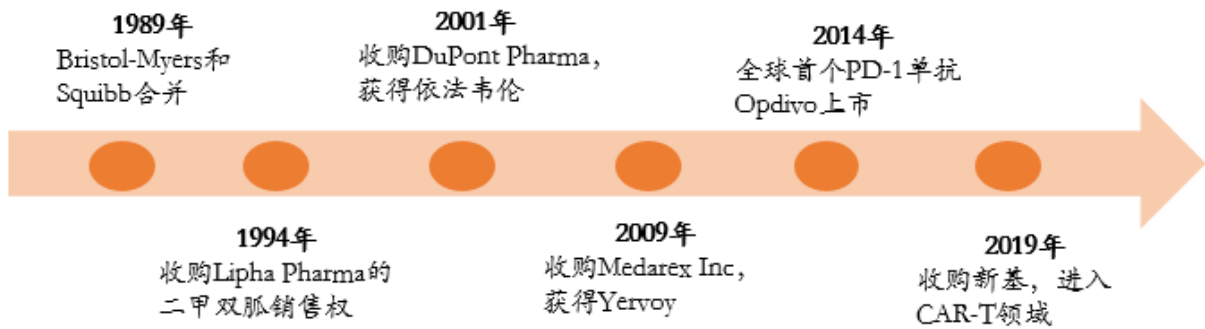 1989年
Bristol-Myers和
Squibb合并
1994年
收购Lipha Pharma的
二甲双胍销售权
2001年
收购DuPont Pharma，
获得依法韦伦
2009年
收购Medarex Inc，
获得Yervoy
2014年
全球首个PD-1单抗
Opdivo上市
2019年
收购新基，进入
CAR-T领域